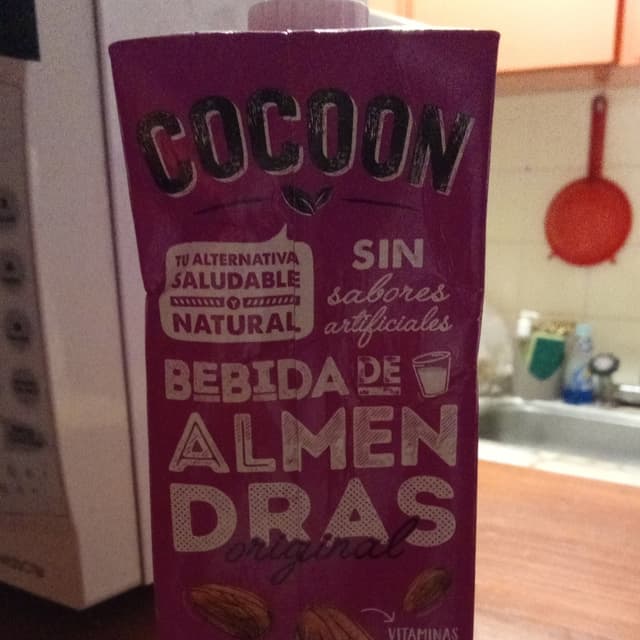 COCOON
TU ALTERNATIVA
SALUDABLE
Y
NATURAL
SIN
sabores
artificiales
BEBIDA DE
ALMEN
DRAS
original
VITAMINAS